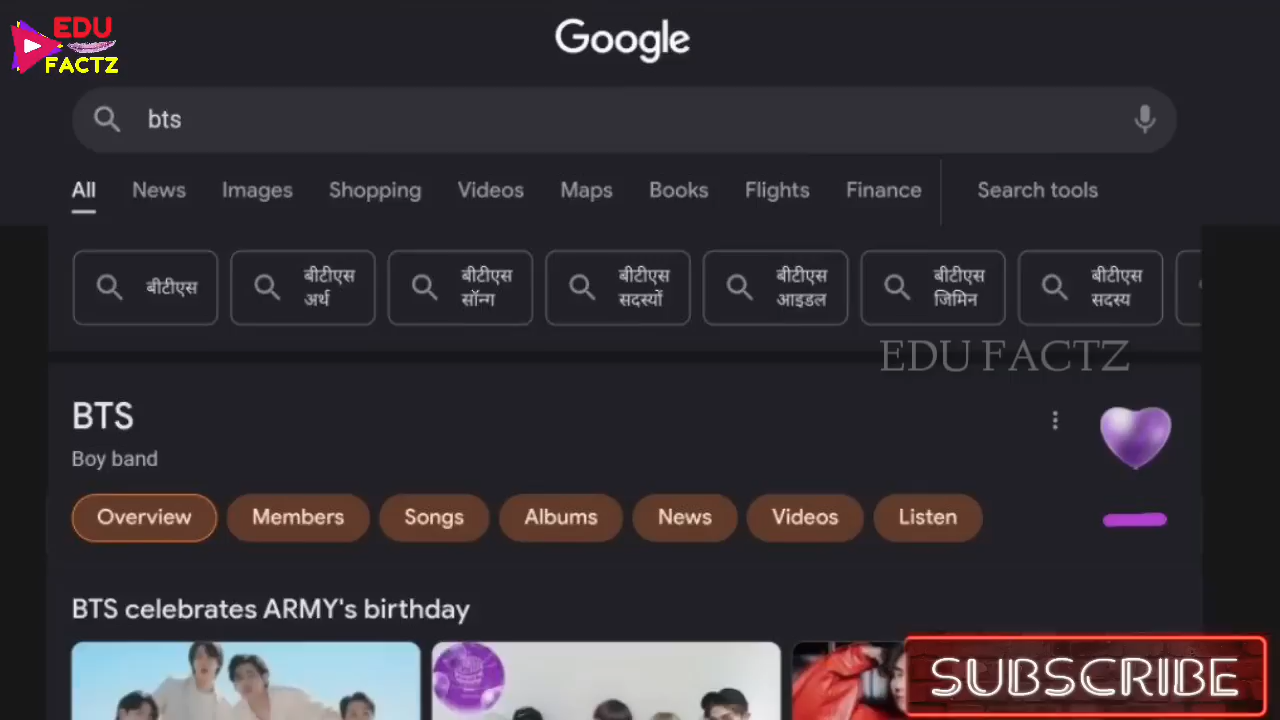 EDU
FACTZ
Google
bts
All News Images Shopping Videos Maps Books Flights Finance Search tools
बीटीएस
बीटीएस
अर्थ
बीटीएस
सॉन्ग
बीटीएस
सदस्यों
बीटीएस
आइडल
बीटीएस
जिमिन
बीटीएस
सदस्य
EDU FACTZ
BTS
Boy band
Overview Members Songs Albums News Videos Listen
BTS celebrates ARMY's birthday
SUBSCRIBE